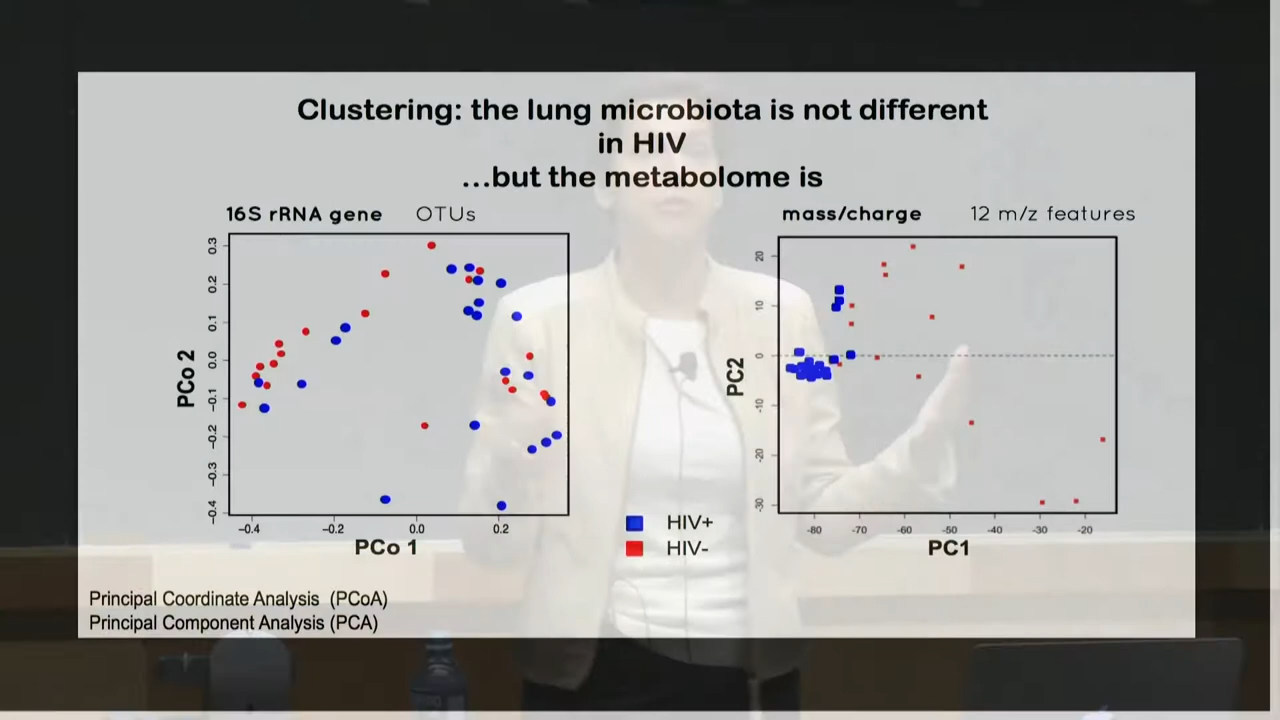 Clustering: the lung microbiota is not different
in HIV
...but the metabolome is
16S rRNA gene OTUs
0.3
0.2
0.1
0.0
-0.1
-0.2
-0.3
-0.4
PCo 2
-0.4 -0.2 0.0 0.2
PCo 1
mass/charge 12 m/z features
20
10
0
-10
-20
-30
PC2
-80 -70 -60 -50 -40 -30 -20
PC1
HIV+
HIV-
Principal Coordinate Analysis (PCoA)
Principal Component Analysis (PCA)